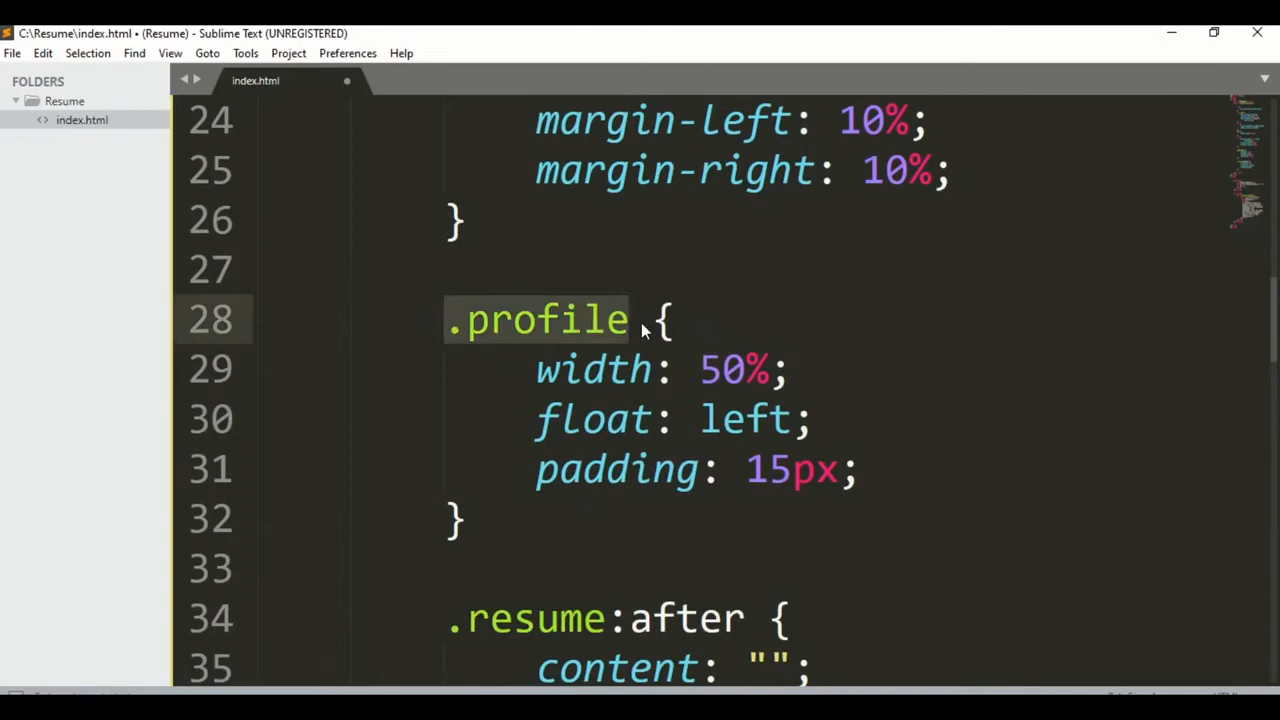 C:\Resume\index.html • (Resume) - Sublime Text (UNREGISTERED)
File Edit Selection Find View Goto Tools Project Preferences Help
FOLDERS
Resume
index.html
index.html
24 margin-left: 10%;
25 margin-right: 10%;
26 }
27
28 .profile {
29 width: 50%;
30 float: left;
31 padding: 15px;
32 }
33
34 .resume:after {
35 content: "";